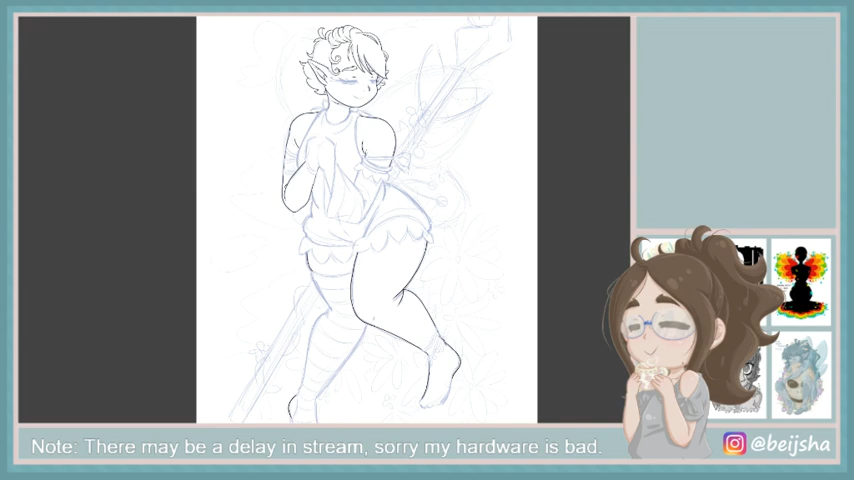 Note: There may be a delay in stream, sorry my hardware is bad.
@beijsha